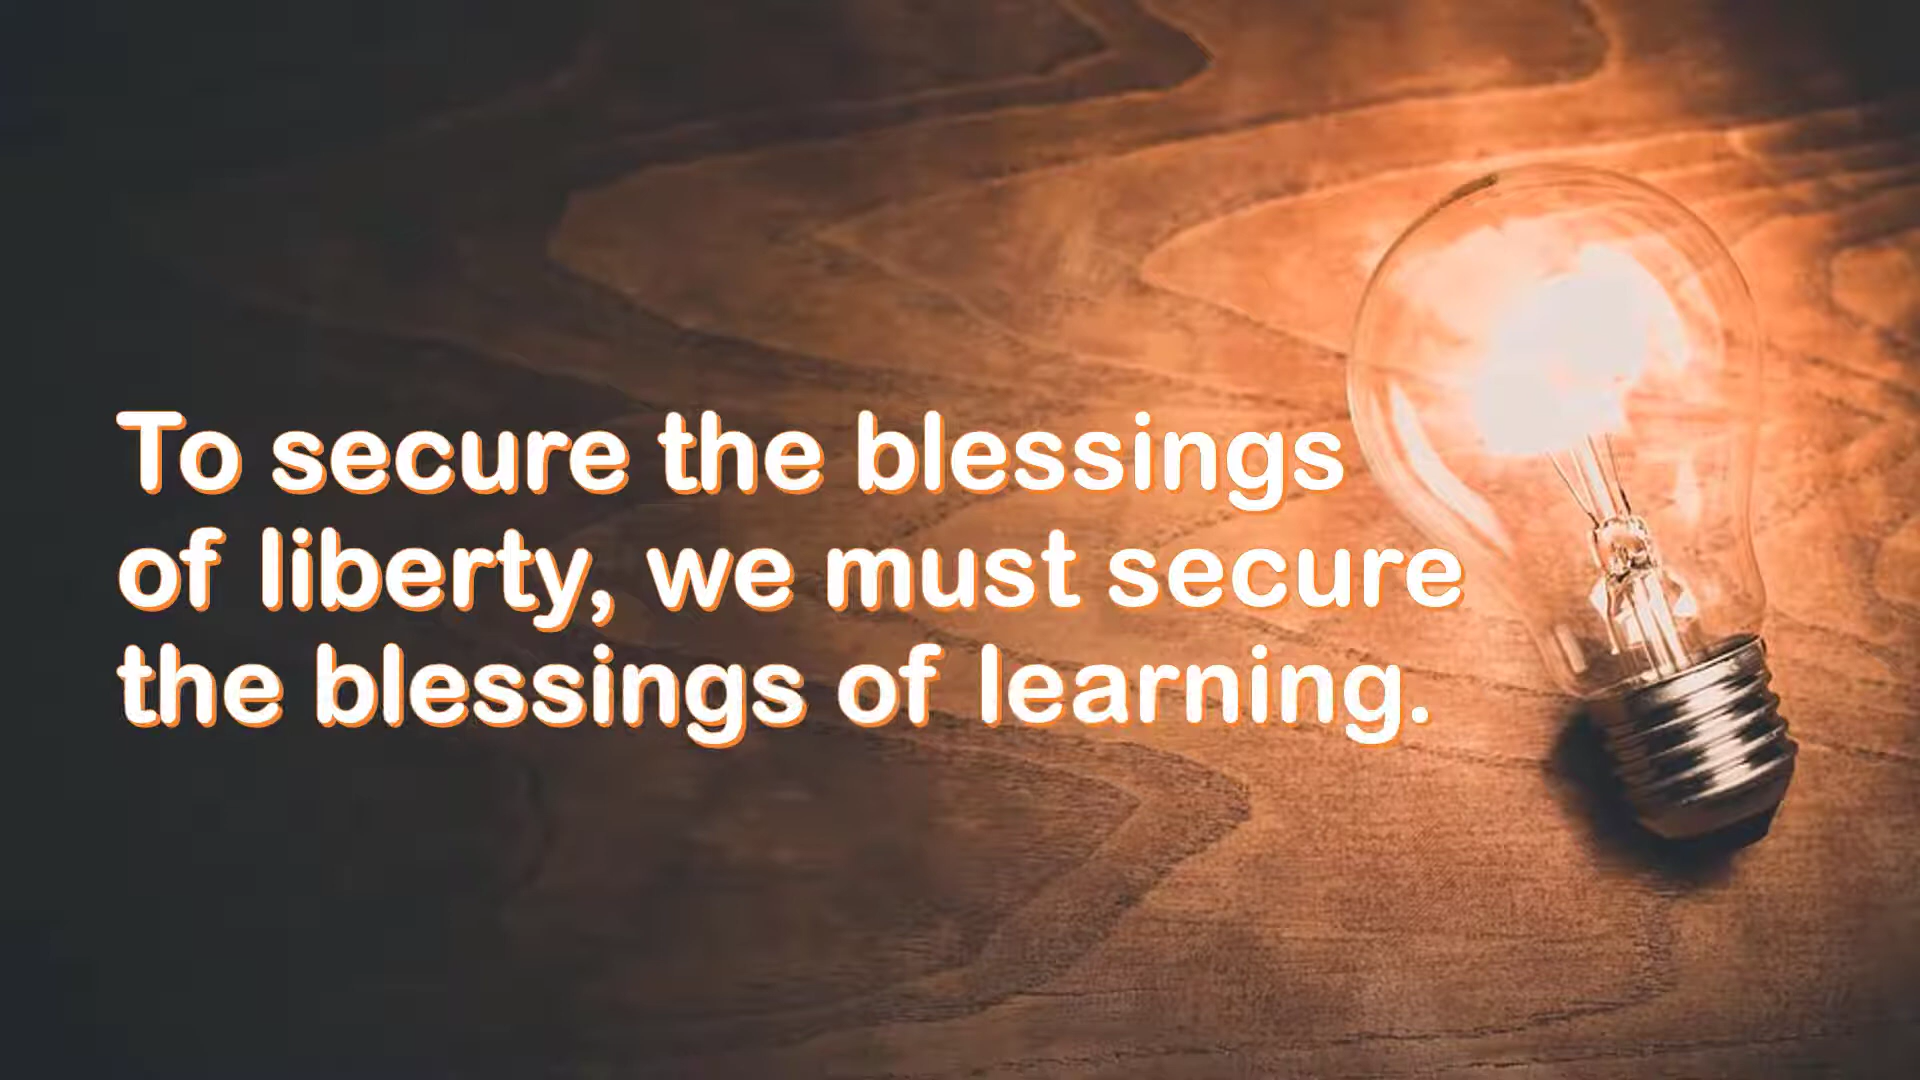 To secure the blessings
of liberty, we must secure
the blessings of learning.